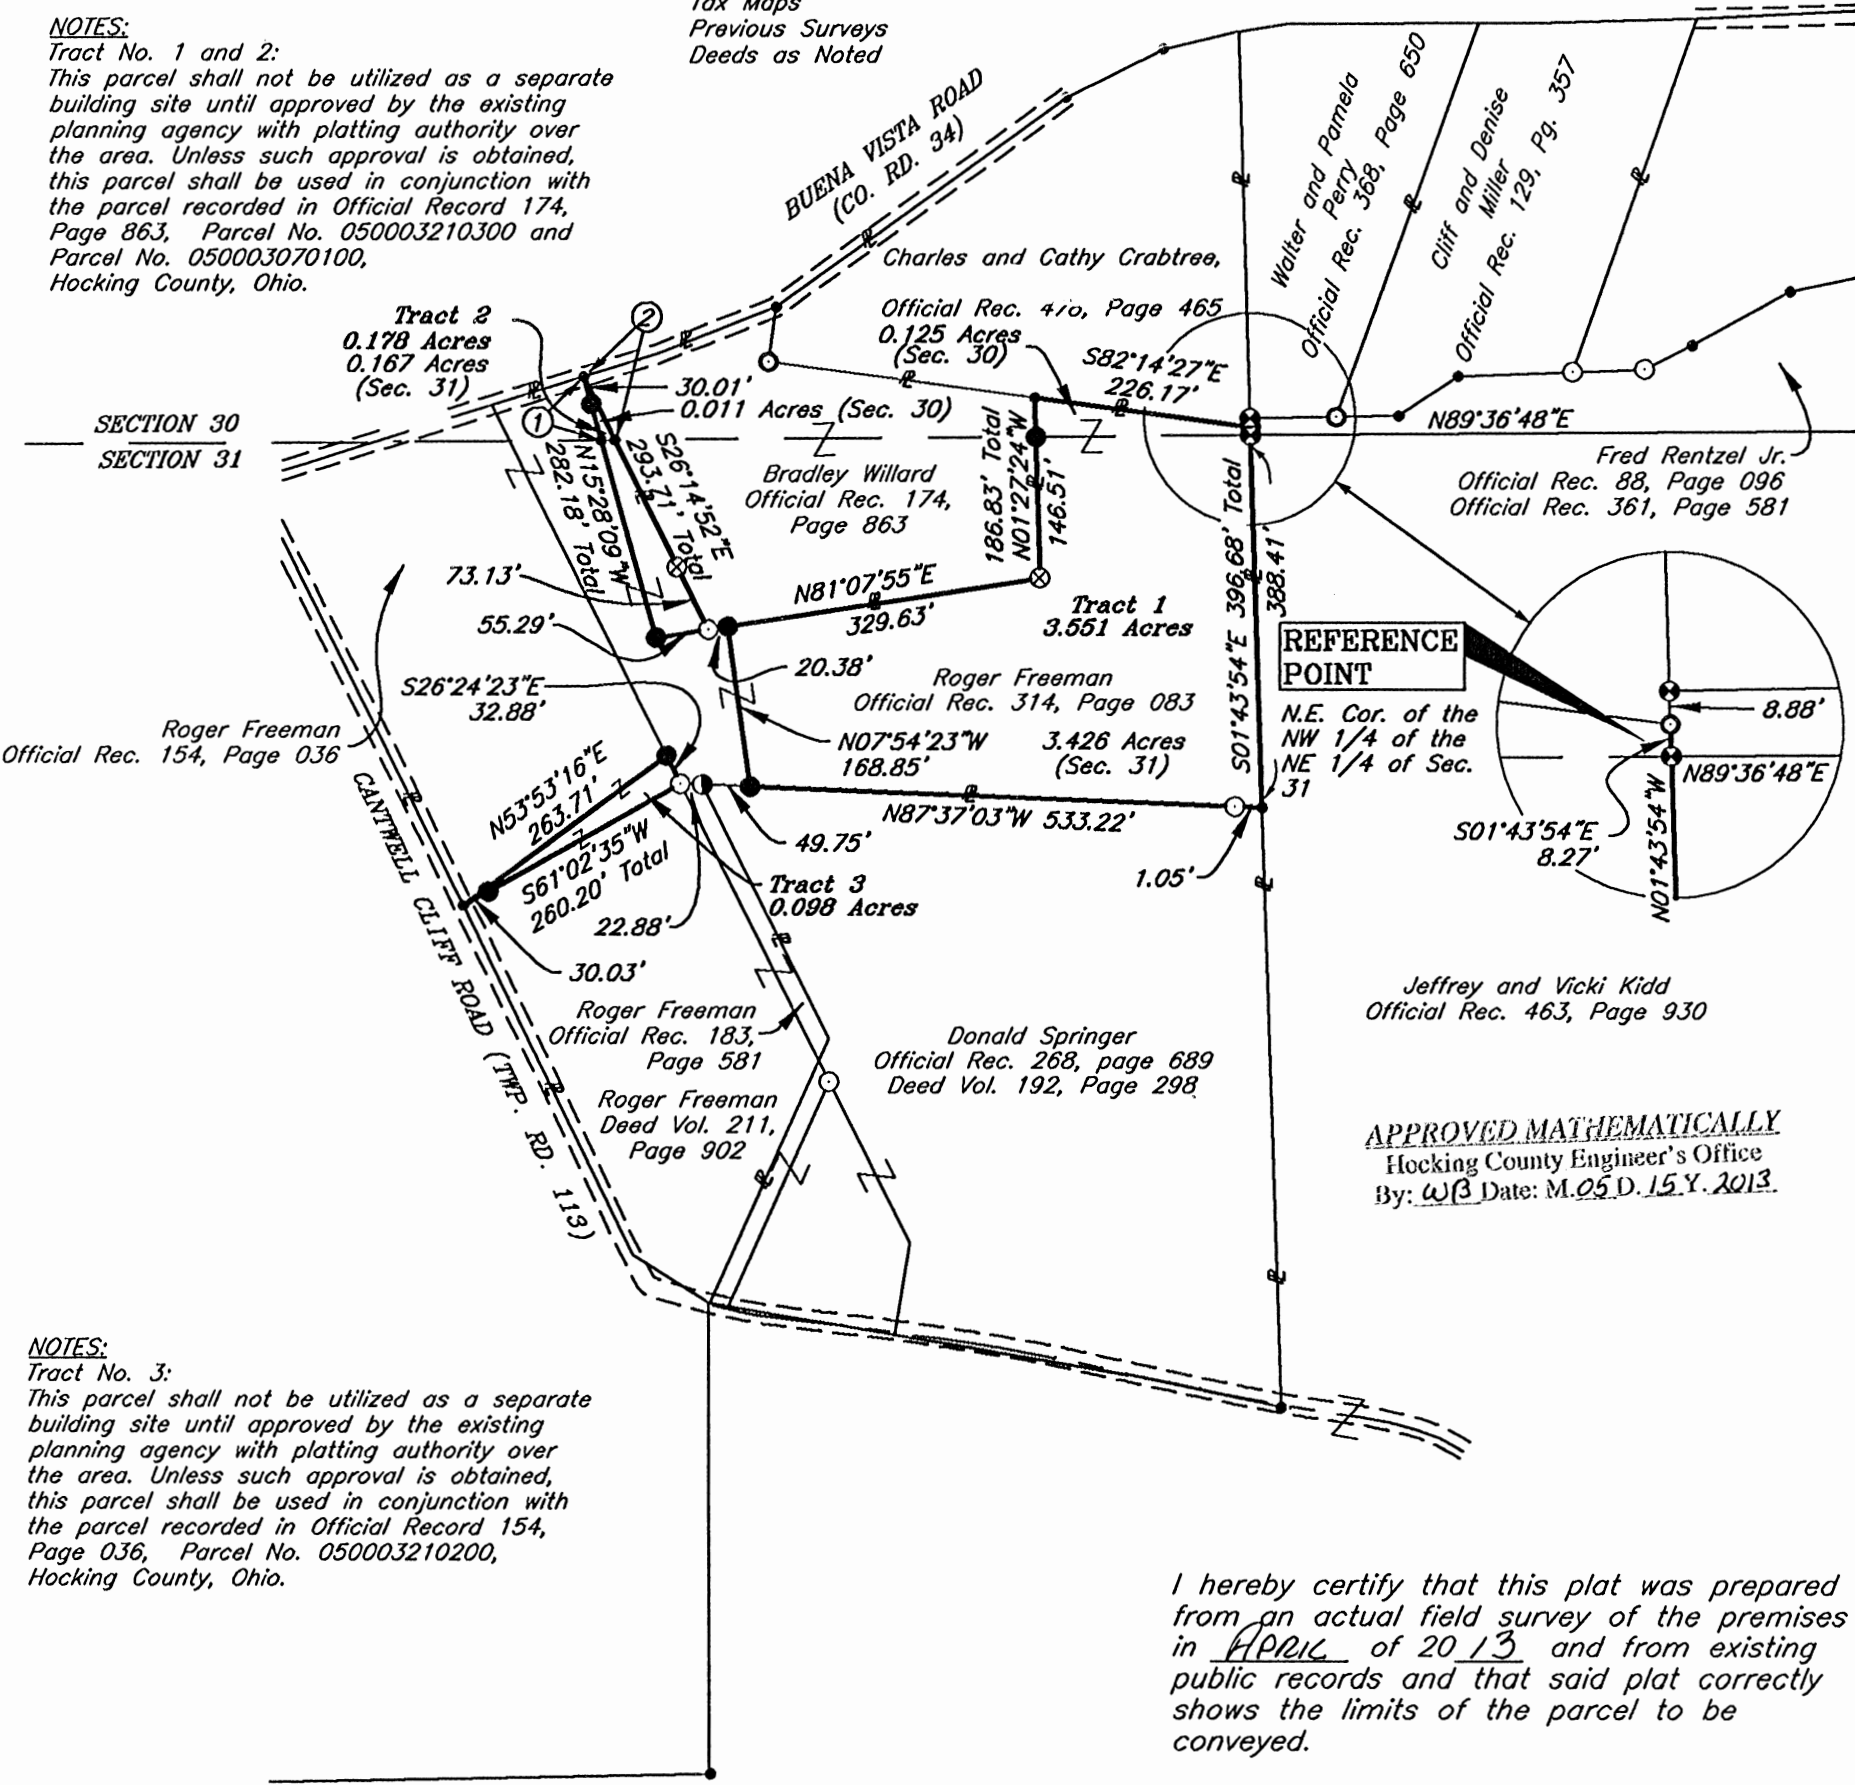 NOTES:
Tract No. 1 and 2:
This parcel shall not be utilized as a separate
building site until approved by the existing
planning agency with platting authority over
the area. Unless such approval is obtained,
this parcel shall be used in conjunction with
the parcel recorded in Official Record 174,
Page 863, Parcel No. 050003210300 and
Parcel No. 050003070100,
Hocking County, Ohio.
Tax Maps
Previous Surveys
Deeds as Noted
BUENA VISTA ROAD
(CO. RD. 34)
Walter and Pamela
Perry
Official Rec. 368, Page 650
Cliff and Denise
Miller
Official Rec. 129, Pg. 357
Charles and Cathy Crabtree,
Official Rec. Page 465
0.125 Acres
(Sec. 30)
S82°14'27"E
226.17'
Tract 2
0.178 Acres
0.167 Acres
(Sec. 31)
2
1
30.01'
0.011 Acres (Sec. 30)
SECTION 30
SECTION 31
N89°36'48"E
Fred Rentzel Jr.
Official Rec. 88, Page 096
Official Rec. 361, Page 581
Bradley Willard
Official Rec. 174,
Page 863
S26°14'52"E
293.71' Total
N15°28'09"W
282.18' Total
186.83' Total
N01°27'24"W
146.51'
S01°43'54"E 396.68' Total
388.41'
73.13'
55.29'
N81°07'55"E
329.63'
Tract 1
3.551 Acres
20.38'
REFERENCE
POINT
N.E. Cor. of the
NW 1/4 of the
NE 1/4 of Sec.
31
8.88'
N89°36'48"E
S01°43'54"E
8.27'
N01°43'54"W
S26°24'23"E
32.88'
Roger Freeman
Official Rec. 314, Page 083
Roger Freeman
Official Rec. 154, Page 036
N07°54'23"W
168.85'
3.426 Acres
(Sec. 31)
N53°53'16"E
263.71'
S61°02'35"W
260.20' Total
N87°37'03"W 533.22'
49.75'
1.05'
Tract 3
0.098 Acres
22.88'
30.03'
CANTWELL CLIFF ROAD (TWP. RD. 113)
Roger Freeman
Official Rec. 183,
Page 581
Roger Freeman
Deed Vol. 211,
Page 902
Donald Springer
Official Rec. 268, page 689
Deed Vol. 192, Page 298
Jeffrey and Vicki Kidd
Official Rec. 463, Page 930
APPROVED MATHEMATICALLY
Hocking County Engineer's Office
By: WB Date: M.05 D.15 Y.2013
NOTES:
Tract No. 3:
This parcel shall not be utilized as a separate
building site until approved by the existing
planning agency with platting authority over
the area. Unless such approval is obtained,
this parcel shall be used in conjunction with
the parcel recorded in Official Record 154,
Page 036, Parcel No. 050003210200,
Hocking County, Ohio.
I hereby certify that this plat was prepared
from an actual field survey of the premises
in APRIL of 2013 and from existing
public records and that said plat correctly
shows the limits of the parcel to be
conveyed.